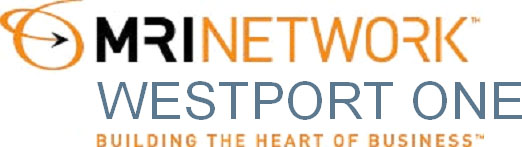 MRINETWORK™
WESTPORT ONE
BUILDING THE HEART OF BUSINESS™